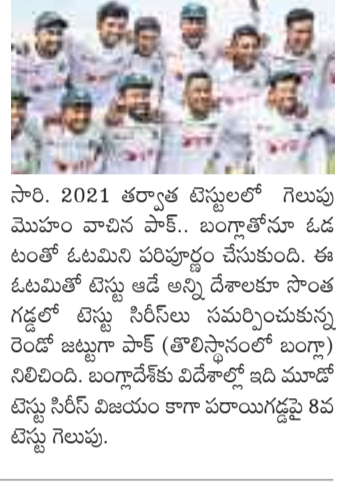 సారి. 2021 తర్వాత టెస్టులలో గెలుపు
మొహం వాచిన పాక్.. బంగ్లాతోనూ ఓడ
టంతో ఓటమిని పరిపూర్ణం చేసుకుంది. ఈ
ఓటమితో టెస్టు ఆడే అన్ని దేశాలకూ సొంత
గడ్డలో టెస్టు సిరీస్‌లు సమర్పించుకున్న
రెండో జట్టుగా పాక్ (తొలిస్థానంలో బంగ్లా)
నిలిచింది. బంగ్లాదేశ్‌కు విదేశాల్లో ఇది మూడో
టెస్టు సిరీస్ విజయం కాగా పరాయిగడ్డపై 8వ
టెస్టు గెలుపు.